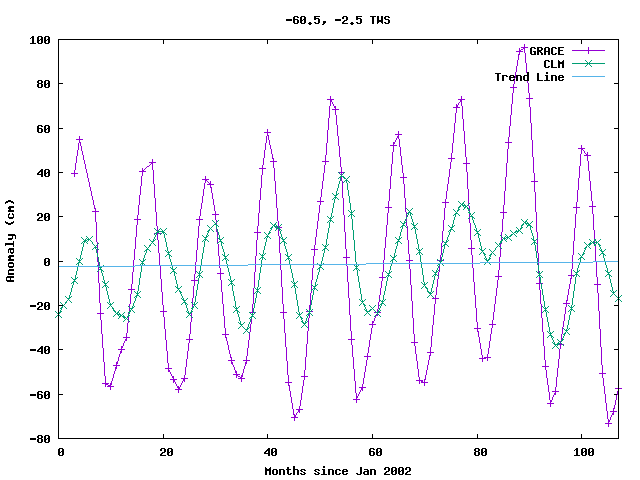 -60.5, -2.5 TWS
GRACE
CLM
Trend Line
100
80
60
40
20
0
-20
-40
-60
-80
Anomaly (cm)
0 20 40 60 80 100
Months since Jan 2002